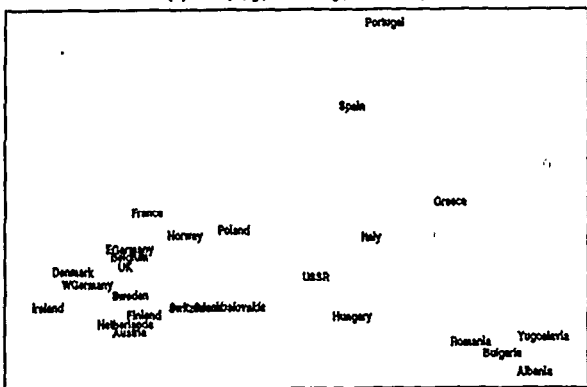 Portugal
Spain
Greece
France
Norway
Poland
Italy
EGermany
Belgium
UK
Denmark
USSR
WGermany
Sweden
Ireland
Finland
Hungary
Netherlands
Austria
Romania
Yugoslavia
Bulgaria
Albania